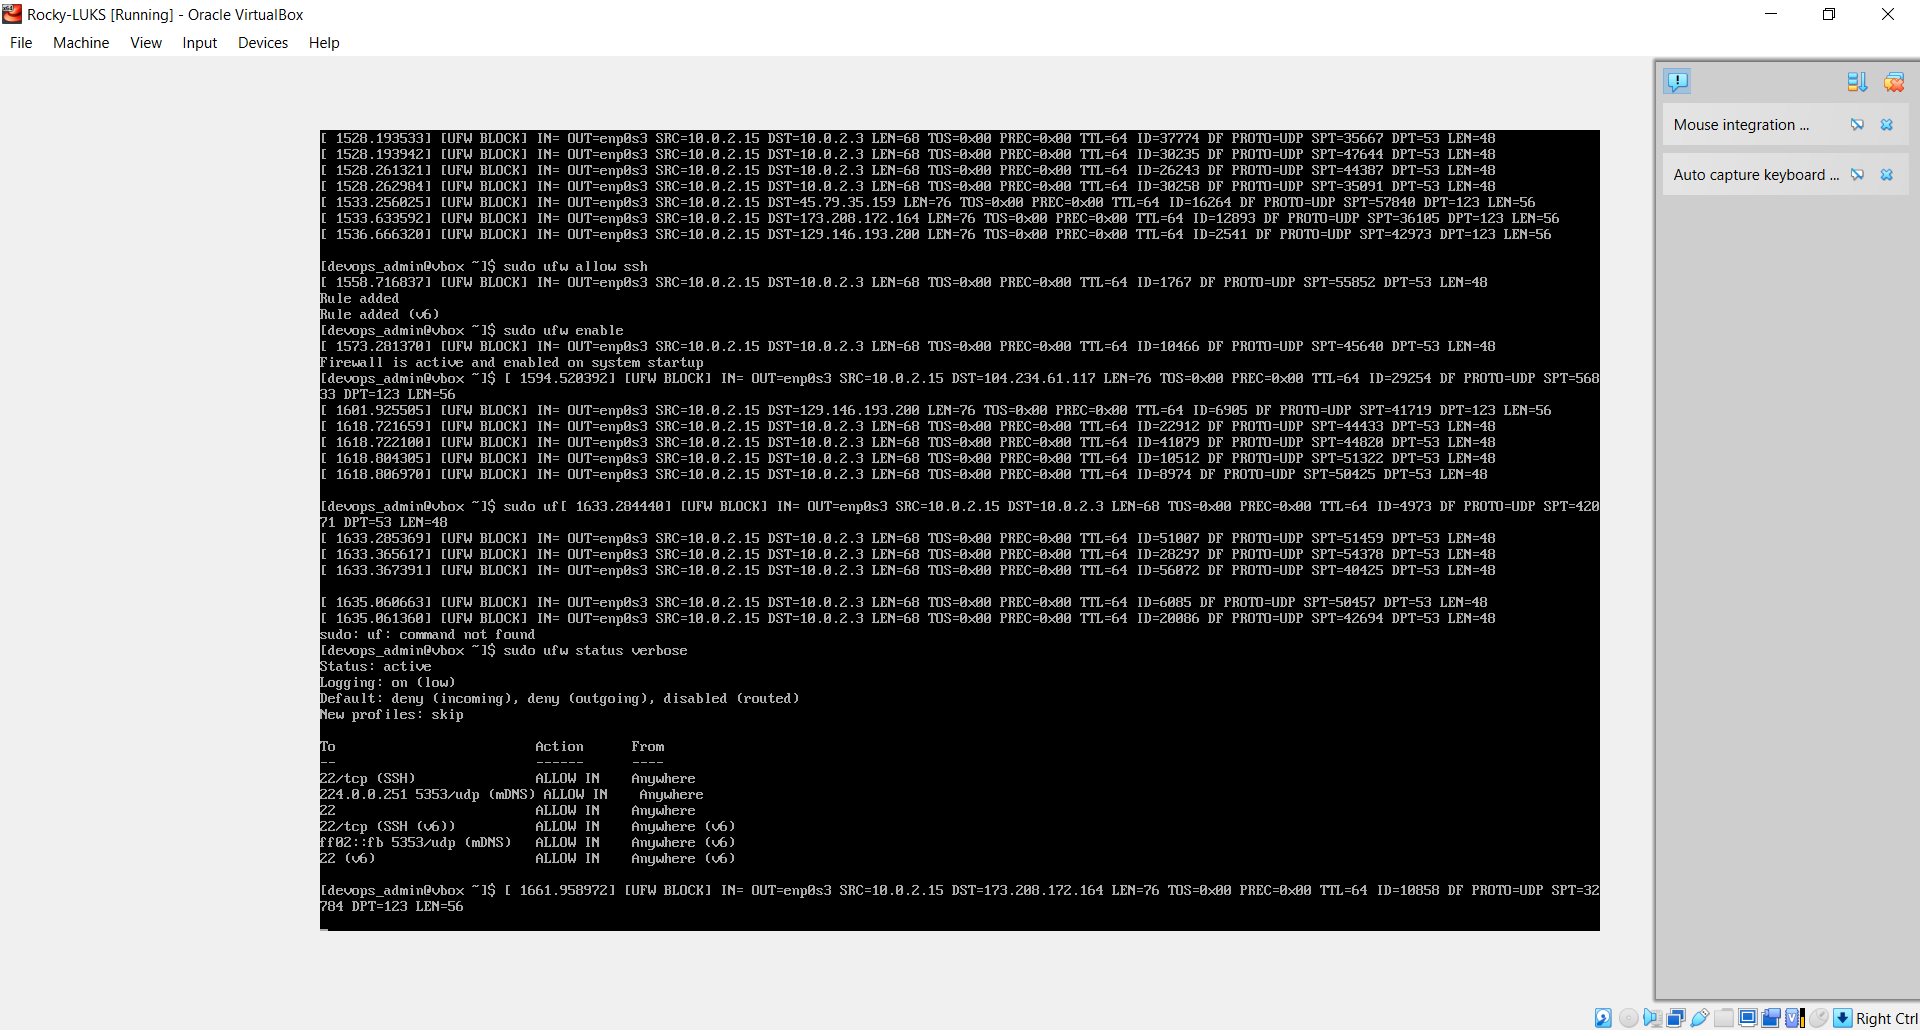 Rocky-LUKS [Running] - Oracle VirtualBox
File Machine View Input Devices Help
[ 1528.193533] [UFW BLOCK] IN= OUT=enp0s3 SRC=10.0.2.15 DST=10.0.2.3 LEN=68 TOS=0x00 PREC=0x00 TTL=64 ID=37774 DF PROTO=UDP SPT=35667 DPT=53 LEN=48
[ 1528.193942] [UFW BLOCK] IN= OUT=enp0s3 SRC=10.0.2.15 DST=10.0.2.3 LEN=68 TOS=0x00 PREC=0x00 TTL=64 ID=30235 DF PROTO=UDP SPT=47644 DPT=53 LEN=48
[ 1528.261321] [UFW BLOCK] IN= OUT=enp0s3 SRC=10.0.2.15 DST=10.0.2.3 LEN=68 TOS=0x00 PREC=0x00 TTL=64 ID=26243 DF PROTO=UDP SPT=44387 DPT=53 LEN=48
[ 1528.262984] [UFW BLOCK] IN= OUT=enp0s3 SRC=10.0.2.15 DST=10.0.2.3 LEN=68 TOS=0x00 PREC=0x00 TTL=64 ID=30258 DF PROTO=UDP SPT=35091 DPT=53 LEN=48
[ 1533.256025] [UFW BLOCK] IN= OUT=enp0s3 SRC=10.0.2.15 DST=45.79.35.159 LEN=76 TOS=0x00 PREC=0x00 TTL=64 ID=16264 DF PROTO=UDP SPT=57840 DPT=123 LEN=56
[ 1533.633592] [UFW BLOCK] IN= OUT=enp0s3 SRC=10.0.2.15 DST=173.208.172.164 LEN=76 TOS=0x00 PREC=0x00 TTL=64 ID=12893 DF PROTO=UDP SPT=36105 DPT=123 LEN=56
[ 1536.666320] [UFW BLOCK] IN= OUT=enp0s3 SRC=10.0.2.15 DST=129.146.193.200 LEN=76 TOS=0x00 PREC=0x00 TTL=64 ID=2541 DF PROTO=UDP SPT=42973 DPT=123 LEN=56
[devops_admin@vbox ~]$ sudo ufw allow ssh
[ 1558.716837] [UFW BLOCK] IN= OUT=enp0s3 SRC=10.0.2.15 DST=10.0.2.3 LEN=68 TOS=0x00 PREC=0x00 TTL=64 ID=1767 DF PROTO=UDP SPT=55852 DPT=53 LEN=48
Rule added
Rule added (v6)
[devops_admin@vbox ~]$ sudo ufw enable
[ 1573.281370] [UFW BLOCK] IN= OUT=enp0s3 SRC=10.0.2.15 DST=10.0.2.3 LEN=68 TOS=0x00 PREC=0x00 TTL=64 ID=10466 DF PROTO=UDP SPT=45640 DPT=53 LEN=48
Firewall is active and enabled on system startup
[devops_admin@vbox ~]$ [ 1594.520392] [UFW BLOCK] IN= OUT=enp0s3 SRC=10.0.2.15 DST=104.234.61.117 LEN=76 TOS=0x00 PREC=0x00 TTL=64 ID=29254 DF PROTO=UDP SPT=568
33 DPT=123 LEN=56
[ 1601.925505] [UFW BLOCK] IN= OUT=enp0s3 SRC=10.0.2.15 DST=129.146.193.200 LEN=76 TOS=0x00 PREC=0x00 TTL=64 ID=6905 DF PROTO=UDP SPT=41719 DPT=123 LEN=56
[ 1618.721659] [UFW BLOCK] IN= OUT=enp0s3 SRC=10.0.2.15 DST=10.0.2.3 LEN=68 TOS=0x00 PREC=0x00 TTL=64 ID=22912 DF PROTO=UDP SPT=44433 DPT=53 LEN=48
[ 1618.722100] [UFW BLOCK] IN= OUT=enp0s3 SRC=10.0.2.15 DST=10.0.2.3 LEN=68 TOS=0x00 PREC=0x00 TTL=64 ID=41079 DF PROTO=UDP SPT=44820 DPT=53 LEN=48
[ 1618.804305] [UFW BLOCK] IN= OUT=enp0s3 SRC=10.0.2.15 DST=10.0.2.3 LEN=68 TOS=0x00 PREC=0x00 TTL=64 ID=10512 DF PROTO=UDP SPT=51322 DPT=53 LEN=48
[ 1618.806970] [UFW BLOCK] IN= OUT=enp0s3 SRC=10.0.2.15 DST=10.0.2.3 LEN=68 TOS=0x00 PREC=0x00 TTL=64 ID=8974 DF PROTO=UDP SPT=50425 DPT=53 LEN=48
[devops_admin@vbox ~]$ sudo uf[ 1633.284440] [UFW BLOCK] IN= OUT=enp0s3 SRC=10.0.2.15 DST=10.0.2.3 LEN=68 TOS=0x00 PREC=0x00 TTL=64 ID=4973 DF PROTO=UDP SPT=420
71 DPT=53 LEN=48
[ 1633.285369] [UFW BLOCK] IN= OUT=enp0s3 SRC=10.0.2.15 DST=10.0.2.3 LEN=68 TOS=0x00 PREC=0x00 TTL=64 ID=51007 DF PROTO=UDP SPT=51459 DPT=53 LEN=48
[ 1633.365617] [UFW BLOCK] IN= OUT=enp0s3 SRC=10.0.2.15 DST=10.0.2.3 LEN=68 TOS=0x00 PREC=0x00 TTL=64 ID=28297 DF PROTO=UDP SPT=54378 DPT=53 LEN=48
[ 1633.367391] [UFW BLOCK] IN= OUT=enp0s3 SRC=10.0.2.15 DST=10.0.2.3 LEN=68 TOS=0x00 PREC=0x00 TTL=64 ID=56072 DF PROTO=UDP SPT=40425 DPT=53 LEN=48
[ 1635.060663] [UFW BLOCK] IN= OUT=enp0s3 SRC=10.0.2.15 DST=10.0.2.3 LEN=68 TOS=0x00 PREC=0x00 TTL=64 ID=6085 DF PROTO=UDP SPT=50457 DPT=53 LEN=48
[ 1635.061360] [UFW BLOCK] IN= OUT=enp0s3 SRC=10.0.2.15 DST=10.0.2.3 LEN=68 TOS=0x00 PREC=0x00 TTL=64 ID=20086 DF PROTO=UDP SPT=42694 DPT=53 LEN=48
sudo: uf: command not found
[devops_admin@vbox ~]$ sudo ufw status verbose
Status: active
Logging: on (low)
Default: deny (incoming), deny (outgoing), disabled (routed)
New profiles: skip
To Action From
-- ------ ----
22/tcp (SSH) ALLOW IN Anywhere
224.0.0.251 5353/udp (mDNS) ALLOW IN Anywhere
22 ALLOW IN Anywhere
22/tcp (SSH (v6)) ALLOW IN Anywhere (v6)
ff02::fb 5353/udp (mDNS) ALLOW IN Anywhere (v6)
22 (v6) ALLOW IN Anywhere (v6)
[devops_admin@vbox ~]$ [ 1661.958972] [UFW BLOCK] IN= OUT=enp0s3 SRC=10.0.2.15 DST=173.208.172.164 LEN=76 TOS=0x00 PREC=0x00 TTL=64 ID=10858 DF PROTO=UDP SPT=32
784 DPT=123 LEN=56
Mouse integration ...
Auto capture keyboard ...
Right Ctrl